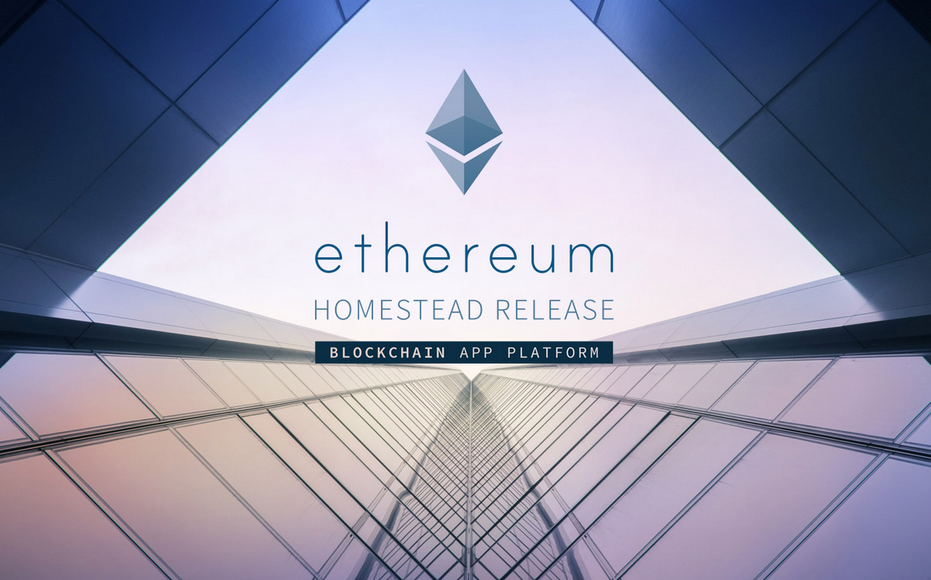 ethereum
HOMESTEAD RELEASE
BLOCKCHAIN APP PLATFORM